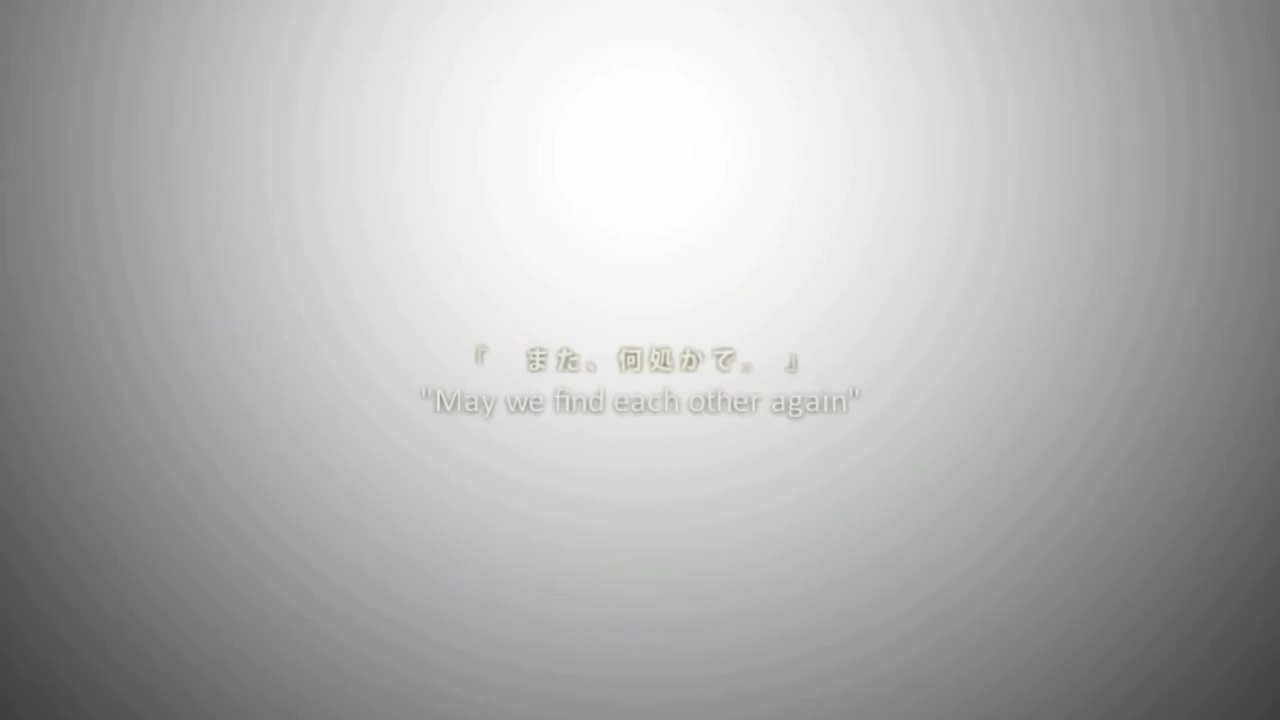 「　また、何処かで。　」
"May we find each other again"